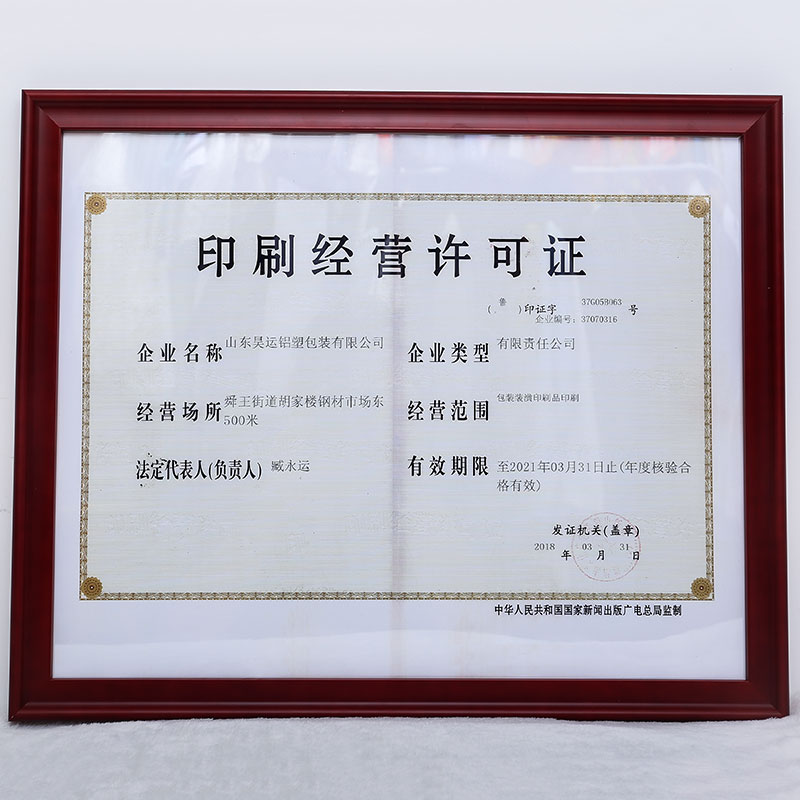 印刷经营许可证
(鲁)印证字 37G05B063 号
企业编号：37070316
企业名称 山东昊运铝塑包装有限公司
企业类型 有限责任公司
经营场所 舜王街道胡家楼钢材市场东
500米
经营范围 包装装潢印刷品印刷
法定代表人(负责人) 臧永运
有效期限 至2021年03月31日止(年度核验合
格有效)
发证机关(盖章)
2018 年 03 月 31 日
中华人民共和国国家新闻出版广电总局监制